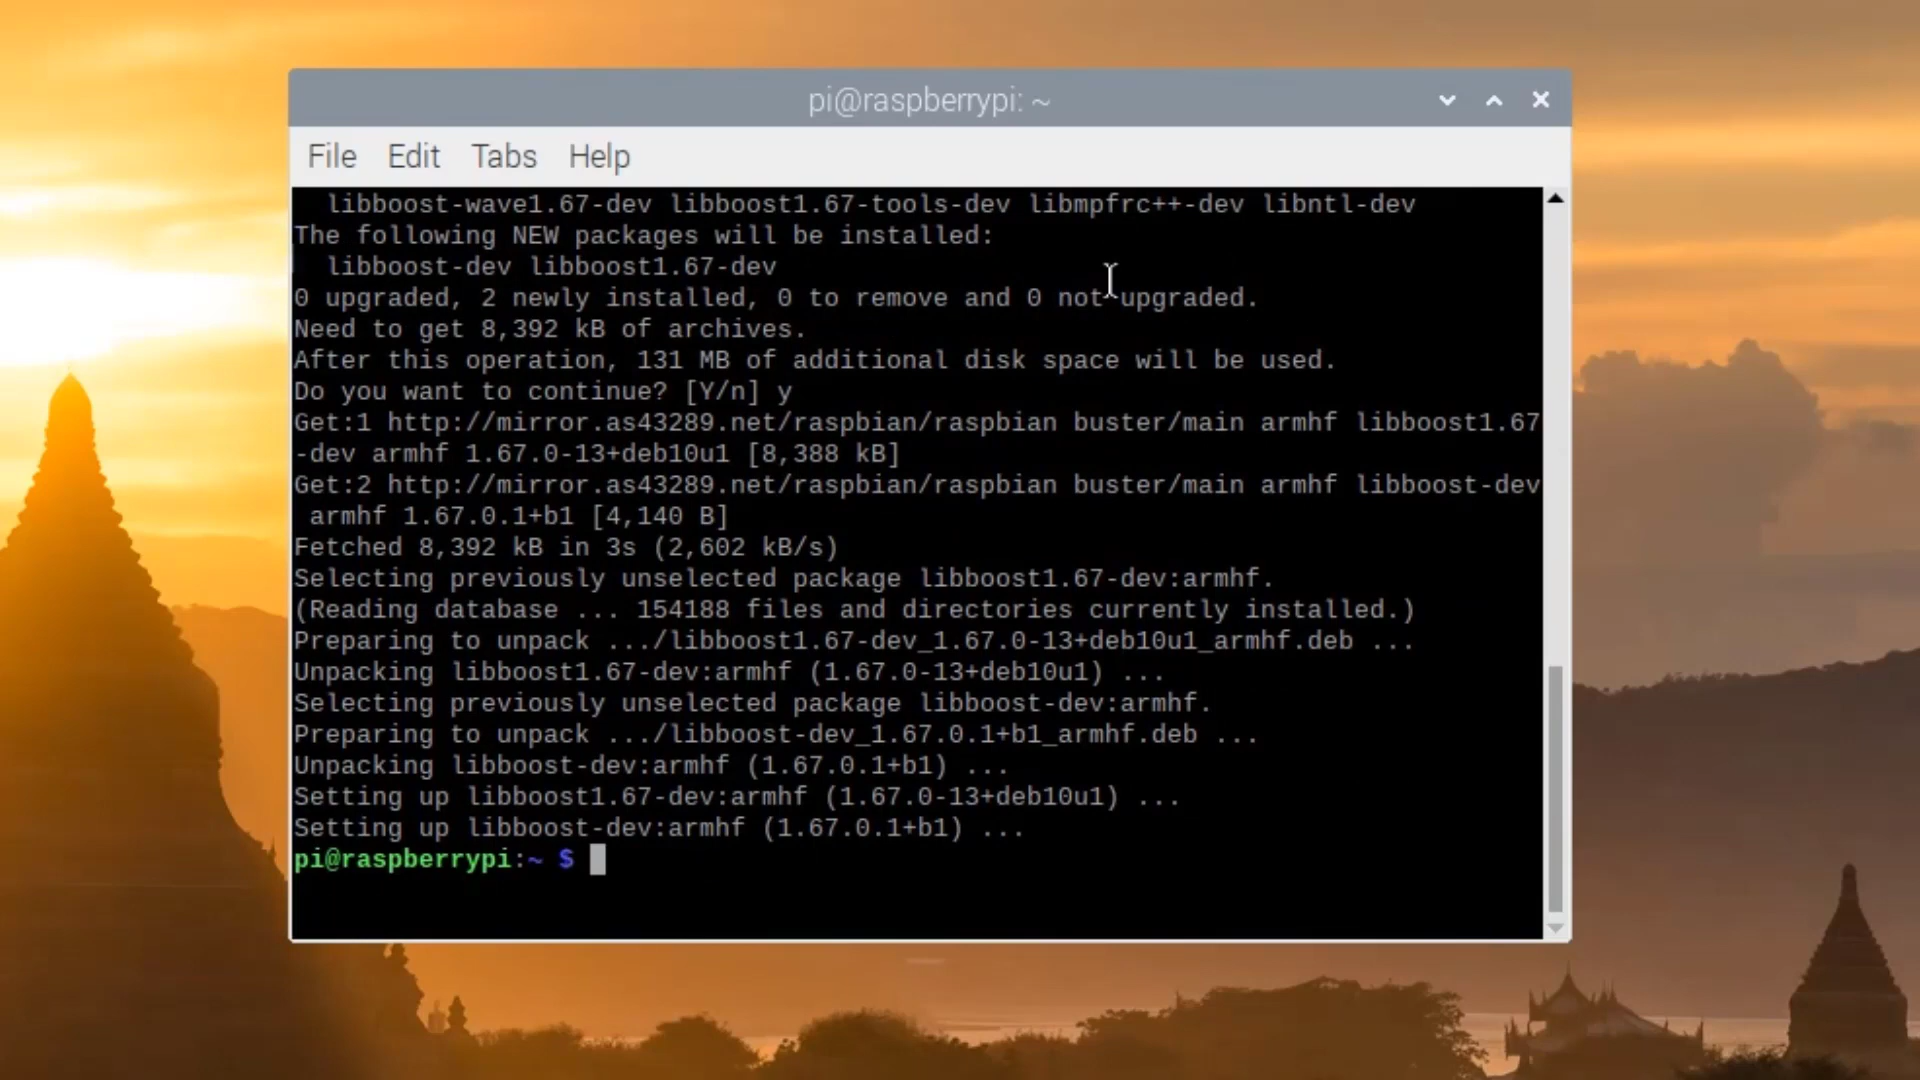 pi@raspberrypi: ~
File Edit Tabs Help
libboost-wave1.67-dev libboost1.67-tools-dev libmpfrc++-dev libntl-dev
The following NEW packages will be installed:
libboost-dev libboost1.67-dev
0 upgraded, 2 newly installed, 0 to remove and 0 not upgraded.
Need to get 8,392 kB of archives.
After this operation, 131 MB of additional disk space will be used.
Do you want to continue? [Y/n] y
Get:1 http://mirror.as43289.net/raspbian/raspbian buster/main armhf libboost1.67
-dev armhf 1.67.0-13+deb10u1 [8,388 kB]
Get:2 http://mirror.as43289.net/raspbian/raspbian buster/main armhf libboost-dev
armhf 1.67.0.1+b1 [4,140 B]
Fetched 8,392 kB in 3s (2,602 kB/s)
Selecting previously unselected package libboost1.67-dev:armhf.
(Reading database ... 154188 files and directories currently installed.)
Preparing to unpack .../libboost1.67-dev_1.67.0-13+deb10u1_armhf.deb ...
Unpacking libboost1.67-dev:armhf (1.67.0-13+deb10u1) ...
Selecting previously unselected package libboost-dev:armhf.
Preparing to unpack .../libboost-dev_1.67.0.1+b1_armhf.deb ...
Unpacking libboost-dev:armhf (1.67.0.1+b1) ...
Setting up libboost1.67-dev:armhf (1.67.0-13+deb10u1) ...
Setting up libboost-dev:armhf (1.67.0.1+b1) ...
pi@raspberrypi:~ $